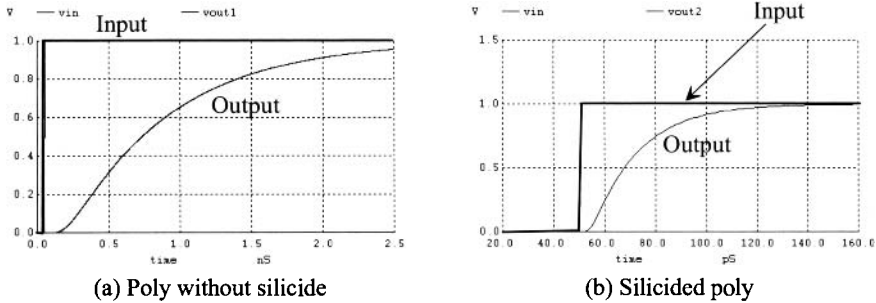 V
vin
vout1
Input
1.0
0.8
0.6
0.4
0.2
0.0
Output
0.0 0.5 1.0 1.5 2.0 2.5
time nS
(a) Poly without silicide
V
vin
vout2
Input
1.5
1.0
0.5
0.0
Output
20.0 40.0 60.0 80.0 100.0 120.0 140.0 160.0
time pS
(b) Silicided poly